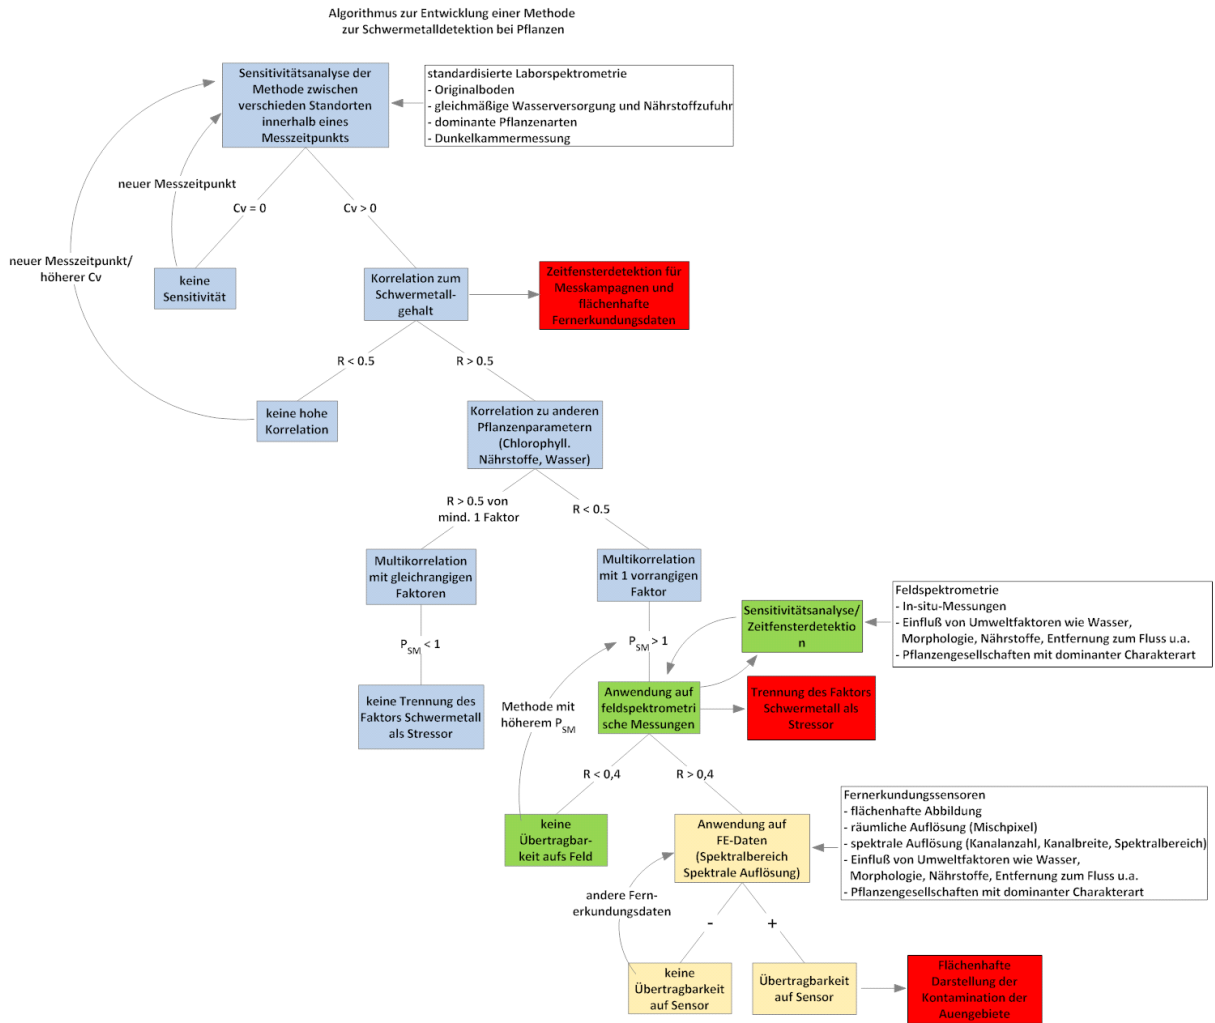 Algorithmus zur Entwicklung einer Methode
zur Schwermetalldetektion bei Pflanzen
Sensitivitätsanalyse der
Methode zwischen
verschieden Standorten
innerhalb eines
Messzeitpunkts
standardisierte Laborspektrometrie
- Originalboden
- gleichmäßige Wasserversorgung und Nährstoffzufuhr
- dominante Pflanzenarten
- Dunkelkammermessung
neuer Messzeitpunkt
Cv = 0
Cv > 0
neuer Messzeitpunkt/
höherer Cv
keine
Sensitivität
Korrelation zum
Schwermetall-
gehalt
Zeitfensterdetektion für
Messkampagnen und
flächenhafte
Fernerkundungsdaten
R < 0.5
R > 0.5
keine hohe
Korrelation
Korrelation zu anderen
Pflanzenparametern
(Chlorophyll.
Nährstoffe, Wasser)
R > 0.5 von
mind. 1 Faktor
R < 0.5
Multikorrelation
mit gleichrangigen
Faktoren
Multikorrelation
mit 1 vorrangigen
Faktor
Sensitivitätsanalyse/
Zeitfensterdetektio
n
Feldspektrometrie
- In-situ-Messungen
- Einfluß von Umweltfaktoren wie Wasser,
Morphologie, Nährstoffe, Entfernung zum Fluss u.a.
- Pflanzengesellschaften mit dominanter Charakterart
PSM < 1
PSM > 1
keine Trennung des
Faktors Schwermetall
als Stressor
Methode mit
höherem PSM
Anwendung auf
feldspektrometri
sche Messungen
Trennung des Faktors
Schwermetall als
Stressor
R < 0,4
R > 0,4
keine
Übertragbar-
keit aufs Feld
Anwendung auf
FE-Daten
(Spektralbereich
Spektrale Auflösung)
Fernerkundungssensoren
- flächenhafte Abbildung
- räumliche Auflösung (Mischpixel)
- spektrale Auflösung (Kanalanzahl, Kanalbreite, Spektralbereich)
- Einfluß von Umweltfaktoren wie Wasser,
Morphologie, Nährstoffe, Entfernung zum Fluss u.a.
- Pflanzengesellschaften mit dominanter Charakterart
andere Fern-
erkundungsdaten
-
+
keine
Übertragbarkeit
auf Sensor
Übertragbarkeit
auf Sensor
Flächenhafte
Darstellung der
Kontamination der
Auengebiete